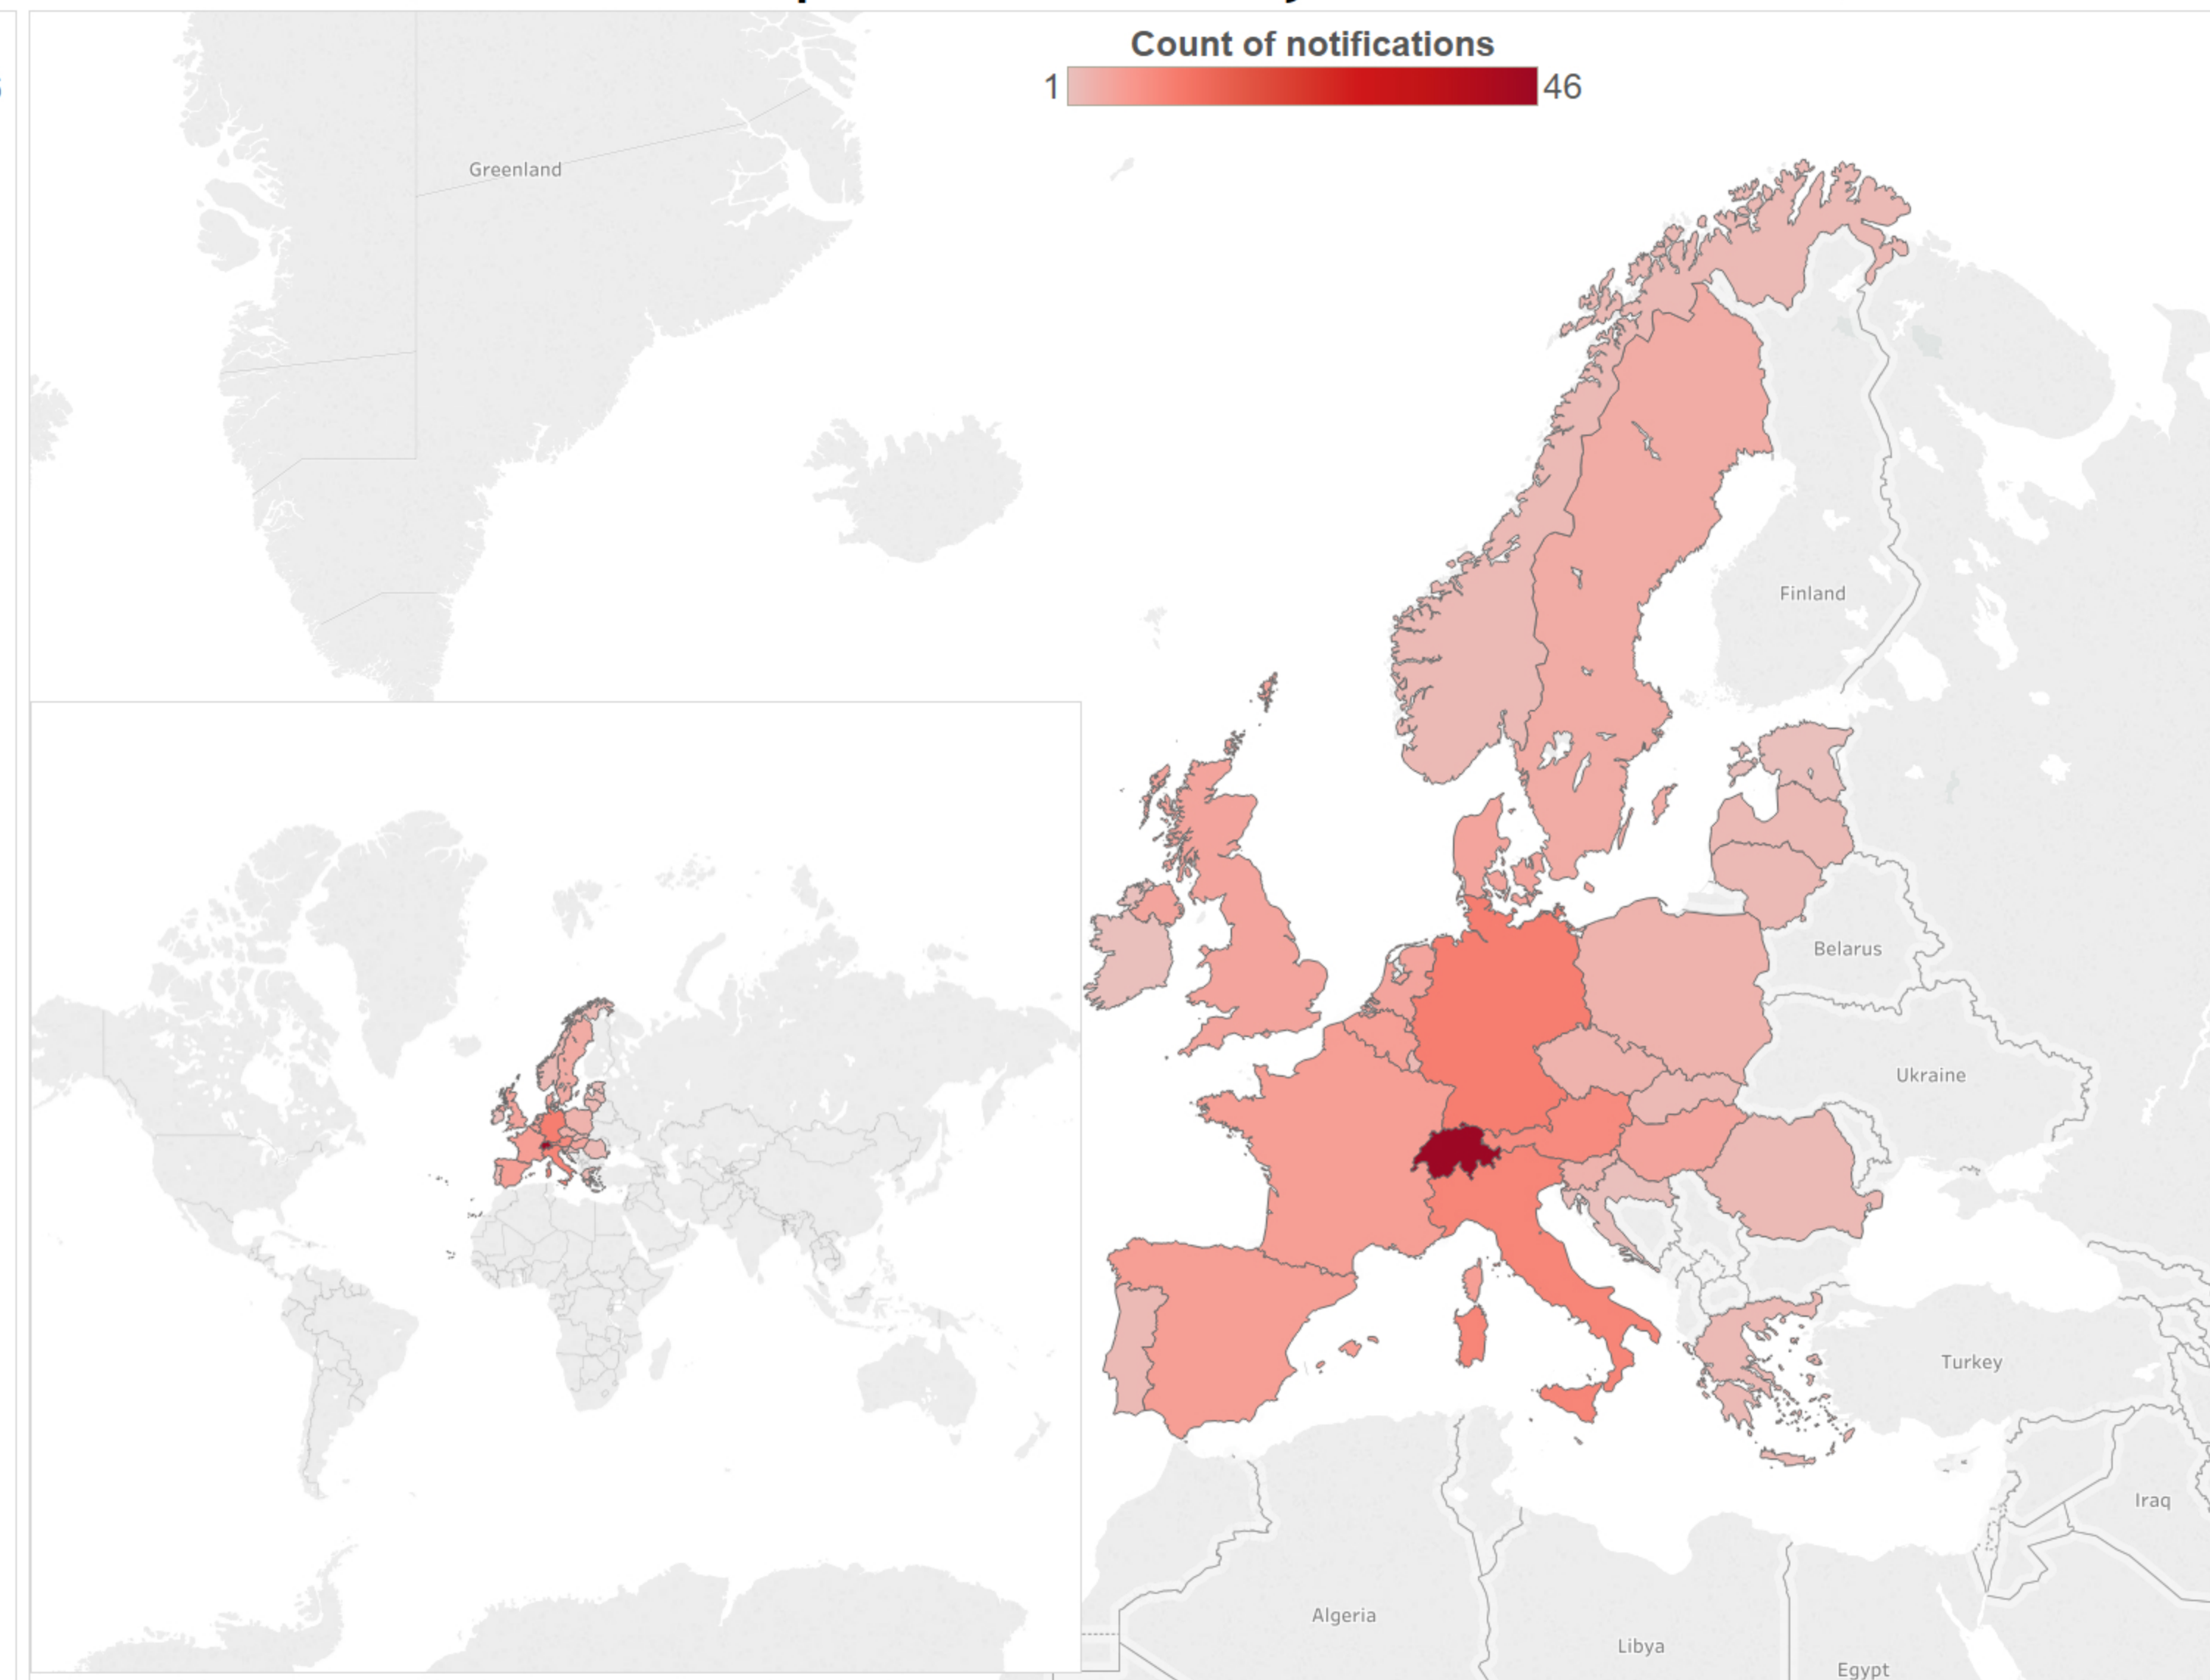 Count of notifications
1 46
Greenland
Finland
Belarus
Ukraine
Turkey
Iraq
Algeria
Libya
Egypt